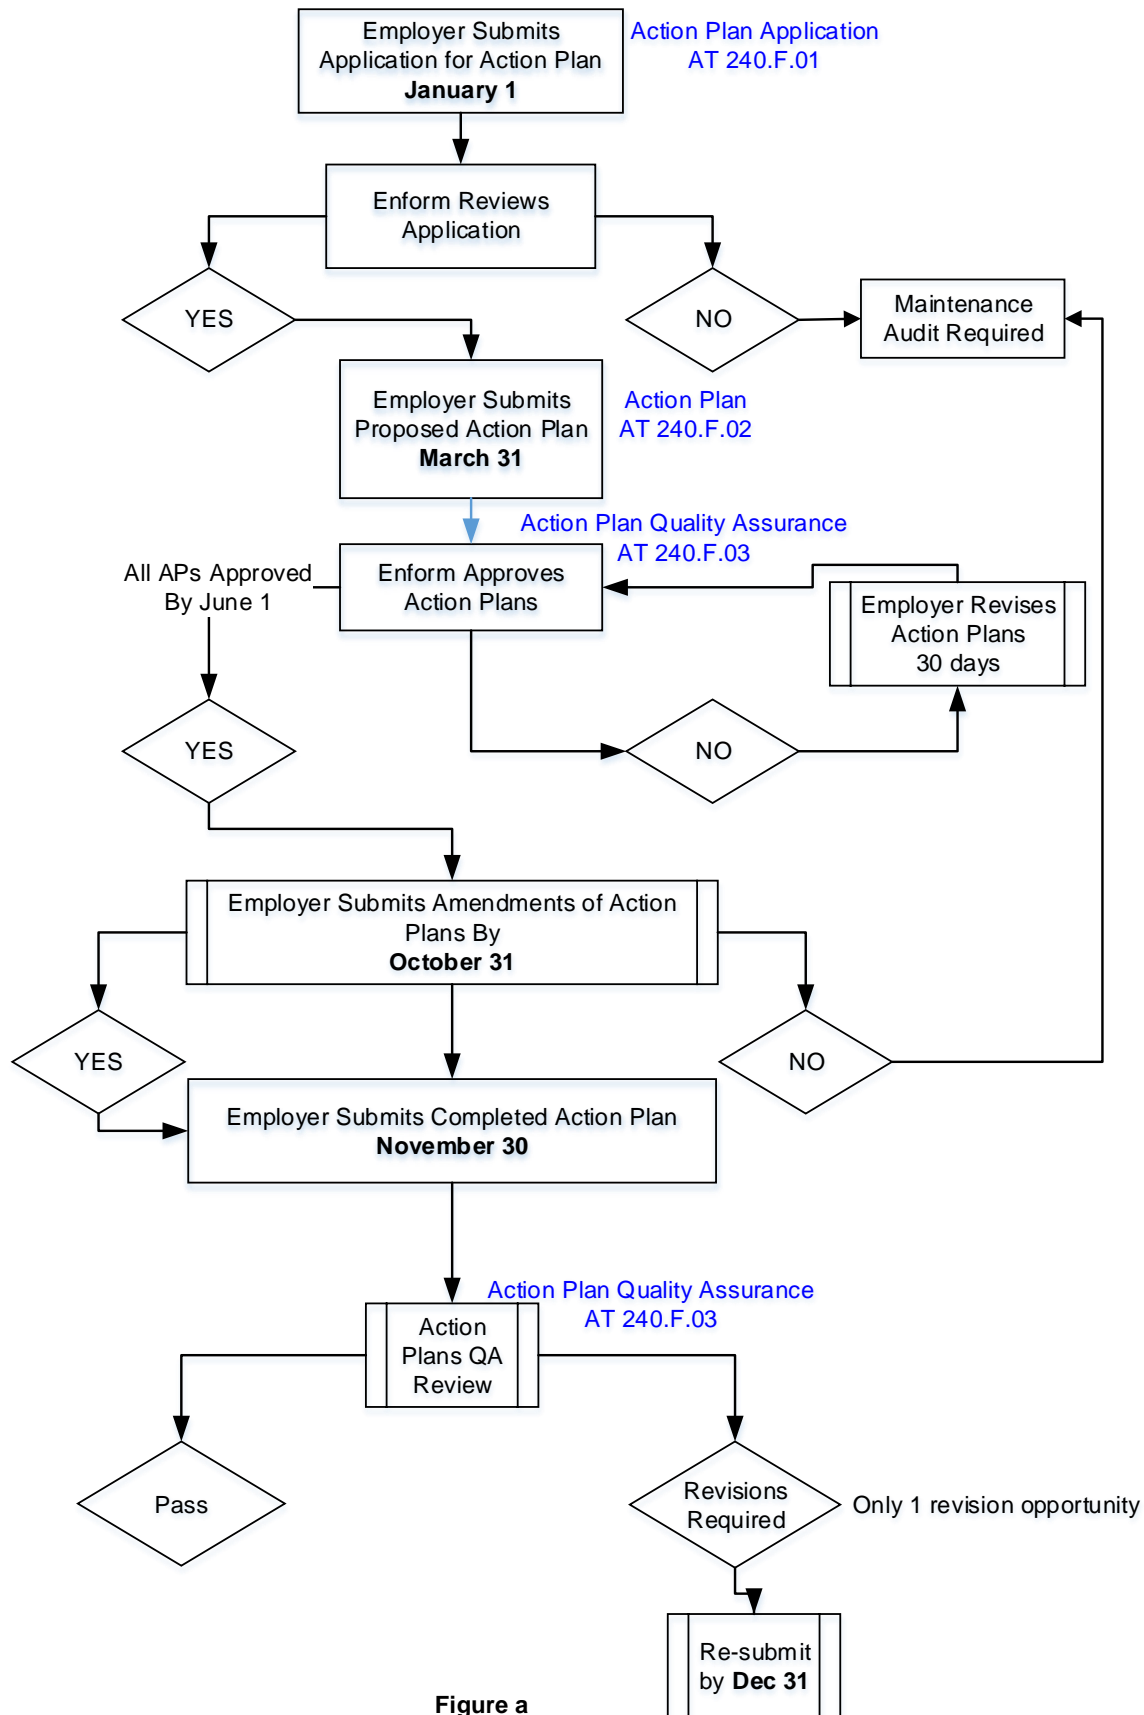 Employer Submits
Application for Action Plan
January 1
Action Plan Application
AT 240.F.01
Enform Reviews
Application
YES
NO
Maintenance
Audit Required
Employer Submits
Proposed Action Plan
March 31
Action Plan
AT 240.F.02
Action Plan Quality Assurance
AT 240.F.03
All APs Approved
By June 1
Enform Approves
Action Plans
Employer Revises
Action Plans
30 days
YES
NO
Employer Submits Amendments of Action
Plans By
October 31
YES
NO
Employer Submits Completed Action Plan
November 30
Action Plan Quality Assurance
AT 240.F.03
Action
Plans QA
Review
Pass
Revisions
Required
Only 1 revision opportunity
Re-submit
by Dec 31
Figure a